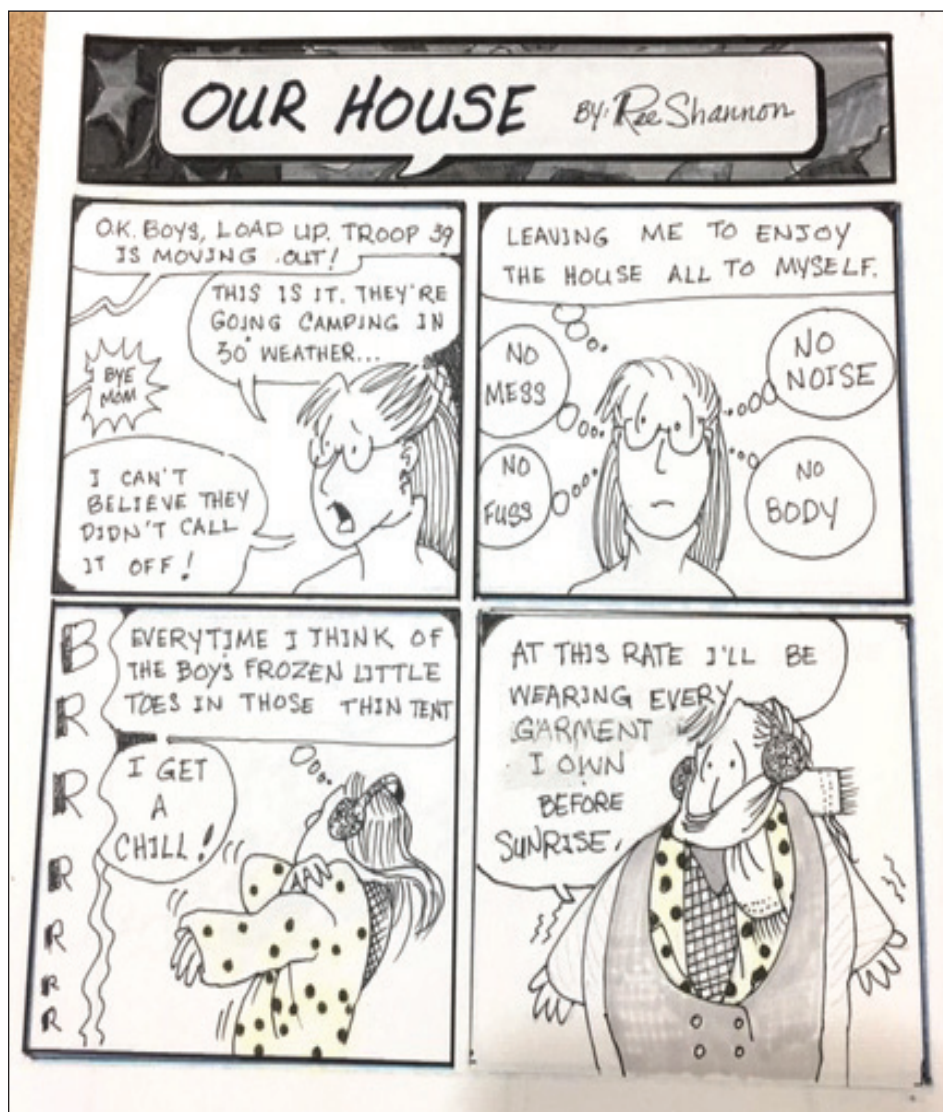 OUR HOUSE BY: Ree Shannon
O.K. BOYS, LOAD UP. TROOP 39
IS MOVING OUT!
THIS IS IT. THEY'RE
GOING CAMPING IN
30° WEATHER...
BYE
MOM
I CAN'T
BELIEVE THEY
DIDN'T CALL
IT OFF!
LEAVING ME TO ENJOY
THE HOUSE ALL TO MYSELF.
NO
MESS
NO
NOISE
NO
FUSS
NO
BODY
B
R
R
R
R
R
R
EVERYTIME I THINK OF
THE BOYS FROZEN LITTLE
TOES IN THOSE THIN TENT
I GET
A
CHILL!
AT THIS RATE I'LL BE
WEARING EVERY
GARMENT
I OWN
BEFORE
SUNRISE.